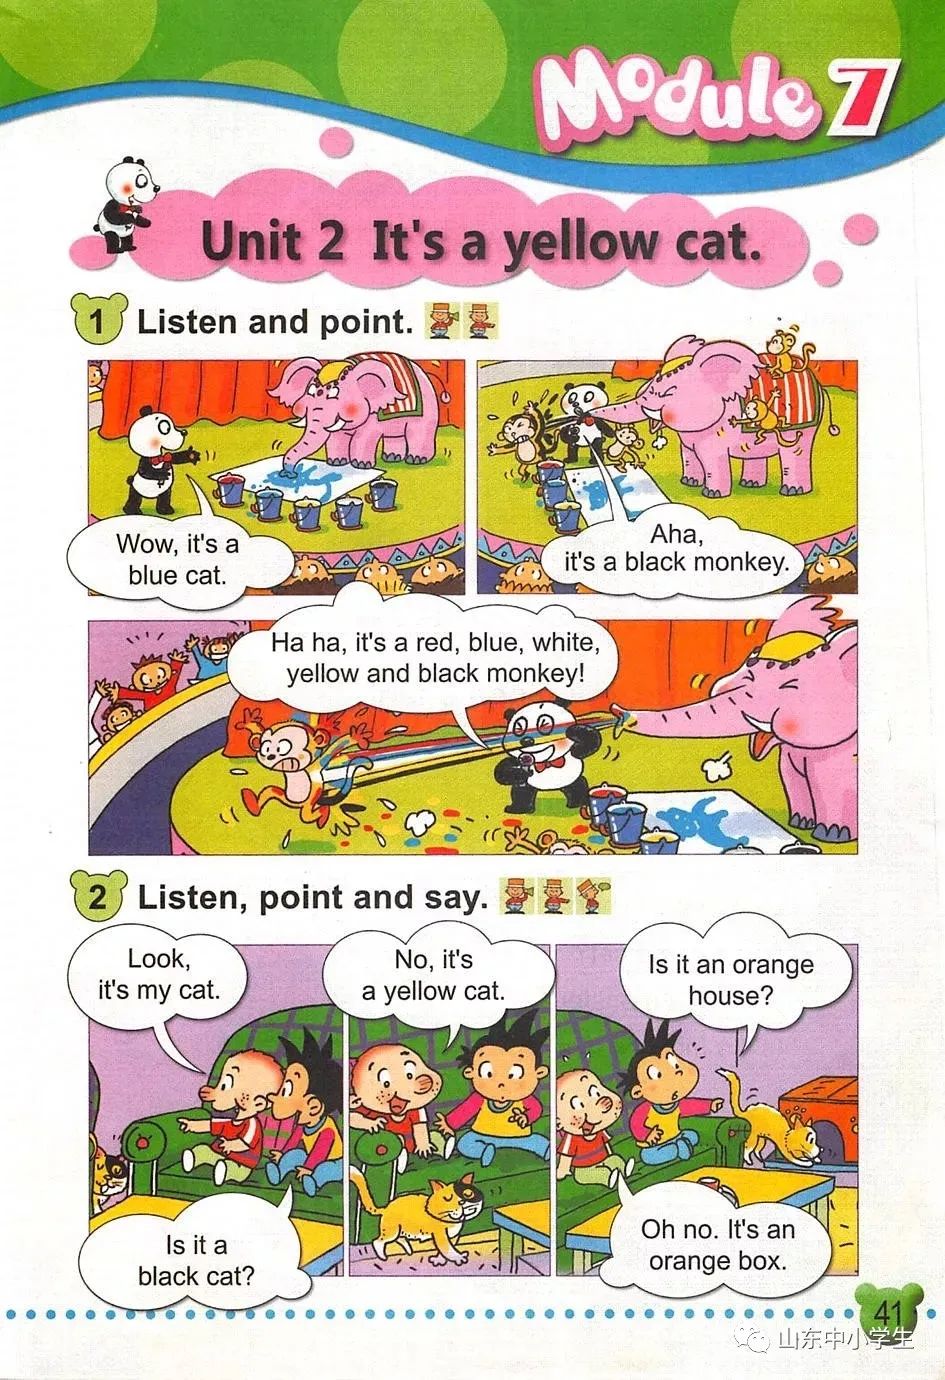 Module 7
Unit 2 It's a yellow cat.
1 Listen and point.
Wow, it's a
blue cat.
Aha,
it's a black monkey.
Ha ha, it's a red, blue, white,
yellow and black monkey!
2 Listen, point and say.
Look,
it's my cat.
Is it a
black cat?
No, it's
a yellow cat.
Is it an orange
house?
Oh no. It's an
orange box.
41
山东中小学生